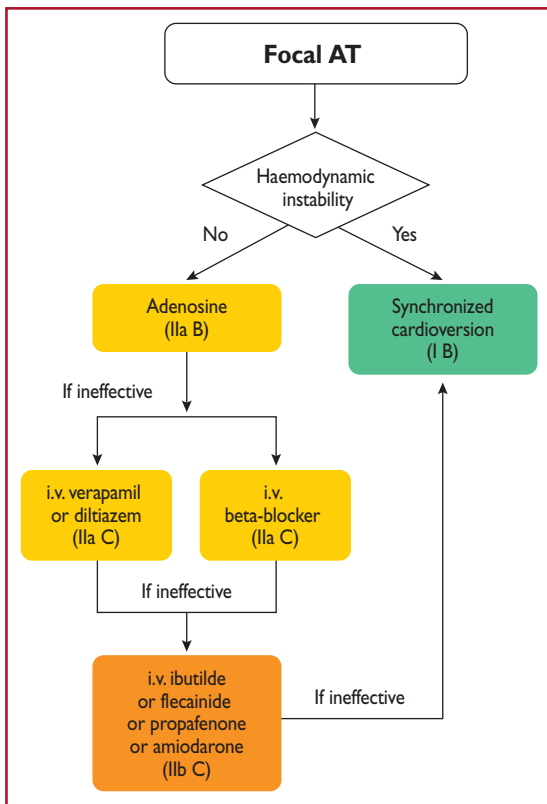 Focal AT
Haemodynamic
instability
No
Yes
Adenosine
(IIa B)
Synchronized
cardioversion
(I B)
If ineffective
i.v. verapamil
or diltiazem
(IIa C)
i.v.
beta-blocker
(IIa C)
If ineffective
i.v. ibutilde
or flecainide
or propafenone
or amiodarone
(IIb C)
If ineffective